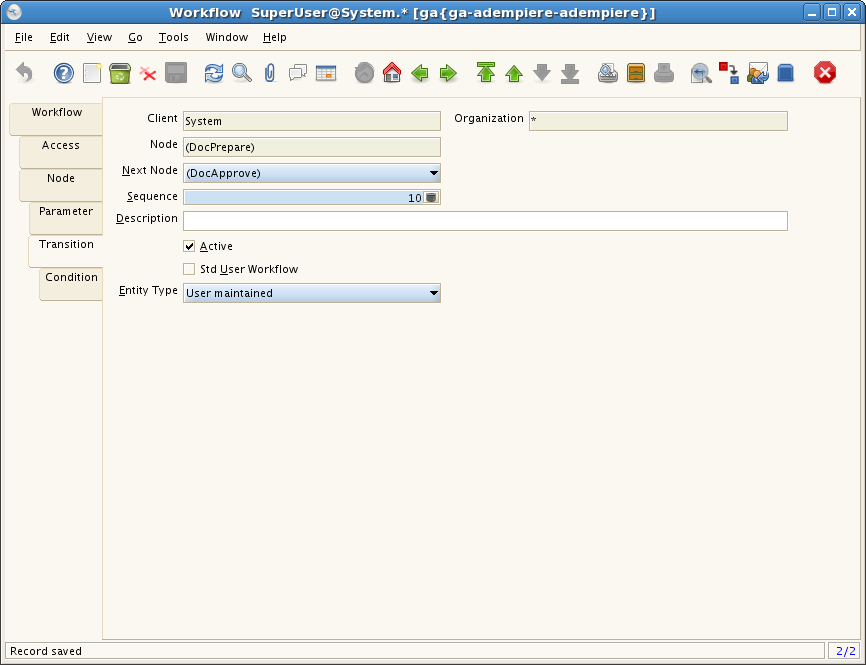 Workflow SuperUser@System.* [ga{ga-adempiere-adempiere}]
File Edit View Go Tools Window Help
Workflow
Access
Node
Parameter
Transition
Condition
Client System Organization *
Node (DocPrepare)
Next Node (DocApprove)
Sequence 10
Description
Active
Std User Workflow
Entity Type User maintained
Record saved 2/2